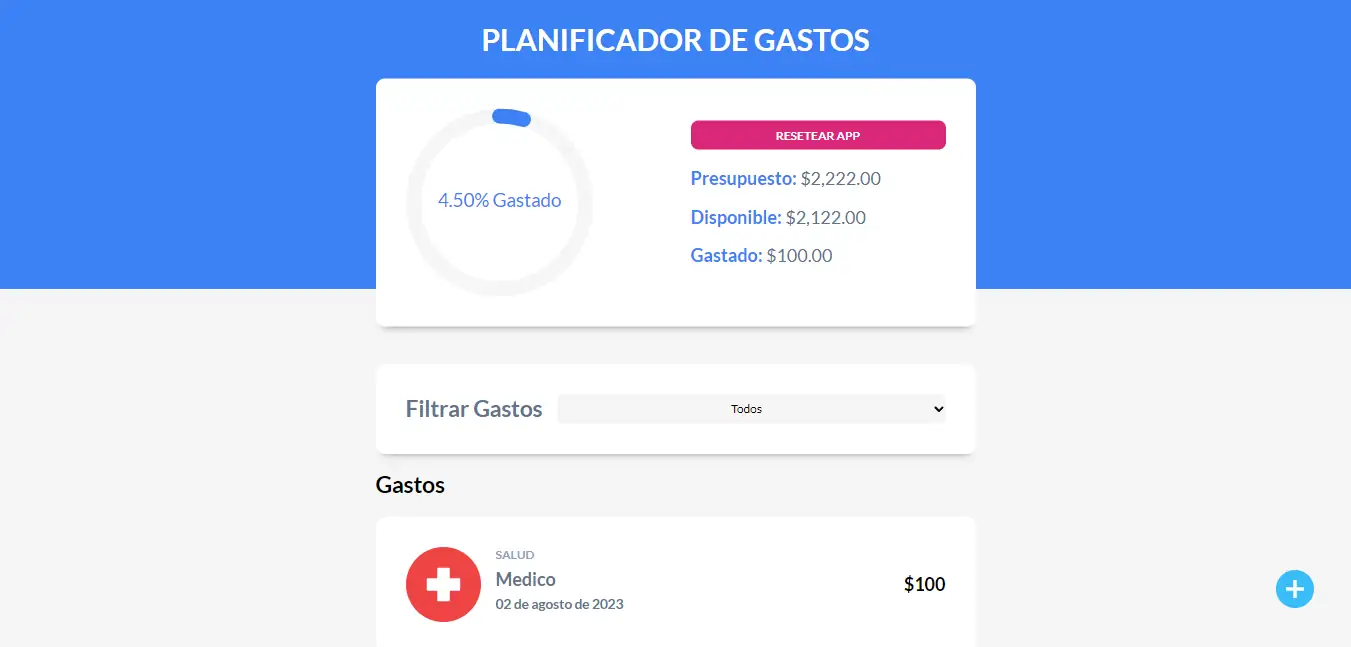 PLANIFICADOR DE GASTOS
4.50% Gastado
RESETEAR APP
Presupuesto: $2,222.00
Disponible: $2,122.00
Gastado: $100.00
Filtrar Gastos
Todos
Gastos
SALUD
Medico
02 de agosto de 2023
$100